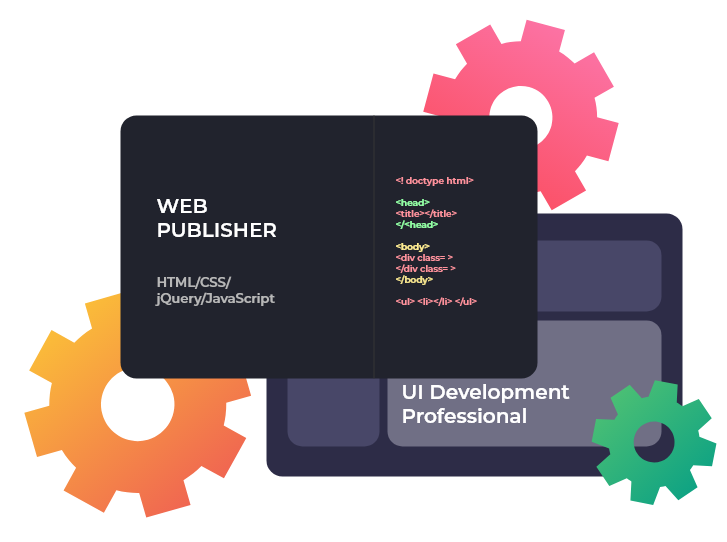 WEB
PUBLISHER
HTML/CSS/
jQuery/JavaScript
<! doctype html>
<head>
<title></title>
</<head>
<body>
<div class= >
</div class= >
</body>
<ul> <li></li> </ul>
UI Development
Professional